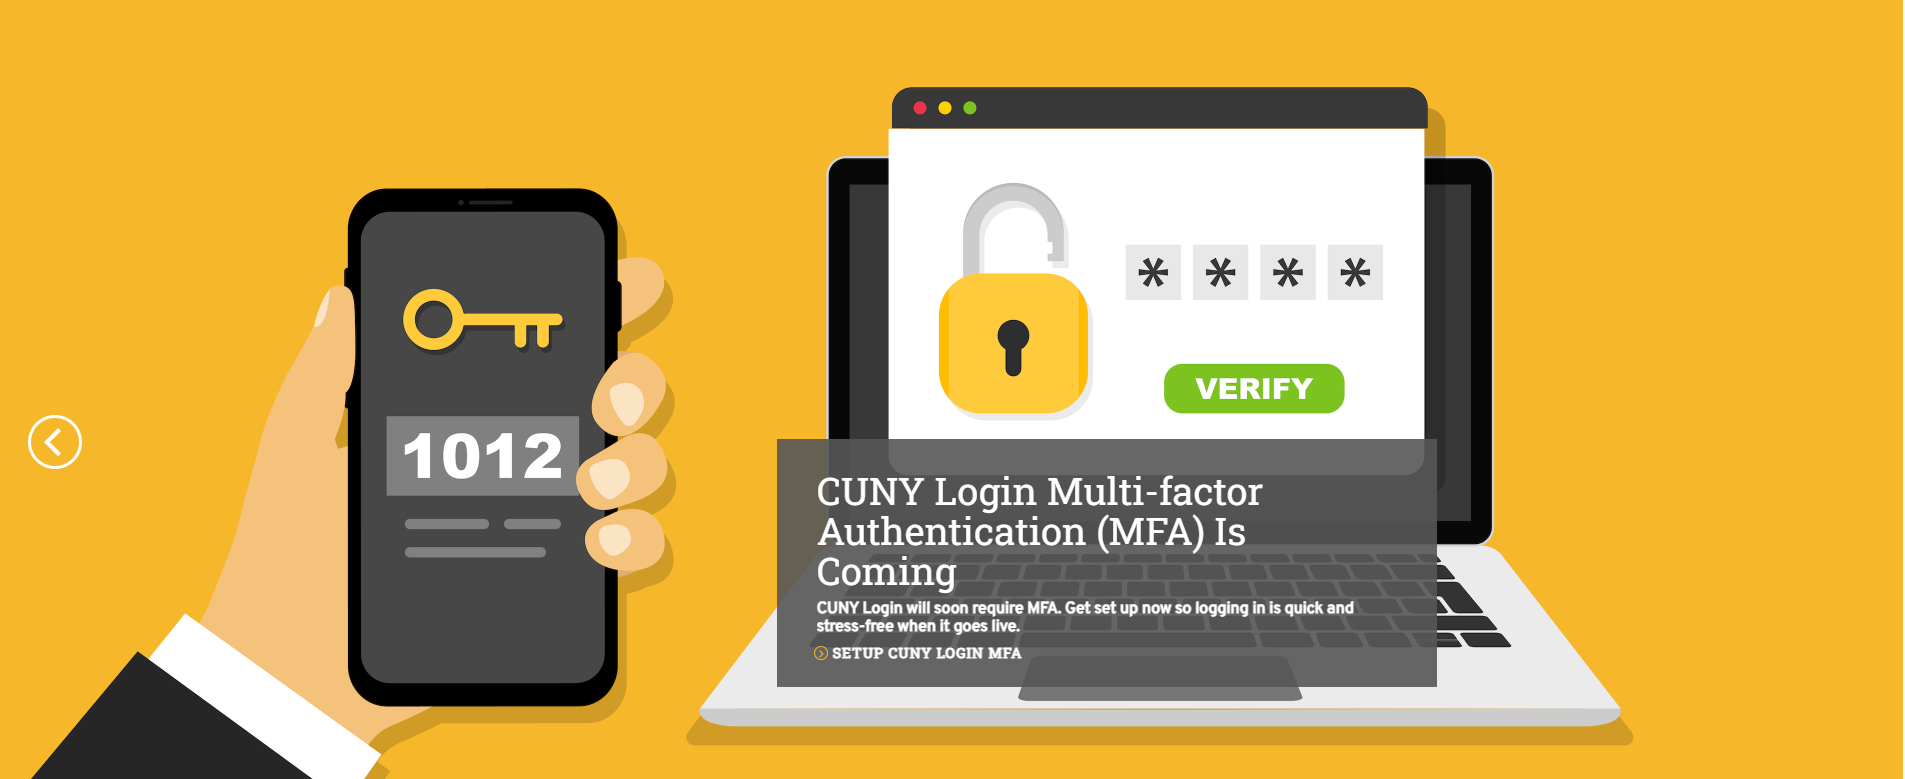 1012
* * * *
VERIFY
CUNY Login Multi-factor
Authentication (MFA) Is
Coming
CUNY Login will soon require MFA. Get set up now so logging in is quick and
stress-free when it goes live.
SETUP CUNY LOGIN MFA